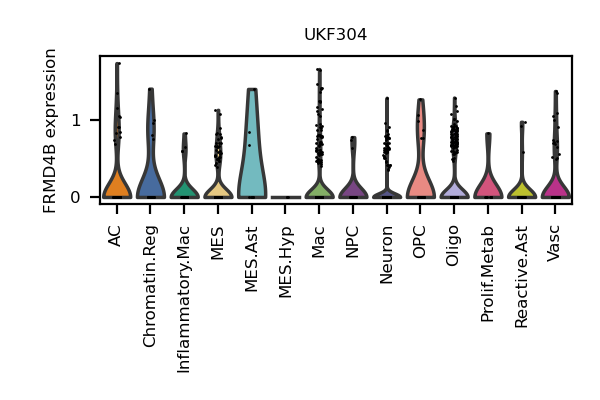 UKF304
FRMD4B expression
1
0
AC
Chromatin.Reg
Inflammatory.Mac
MES
MES.Ast
MES.Hyp
Mac
NPC
Neuron
OPC
Oligo
Prolif.Metab
Reactive.Ast
Vasc